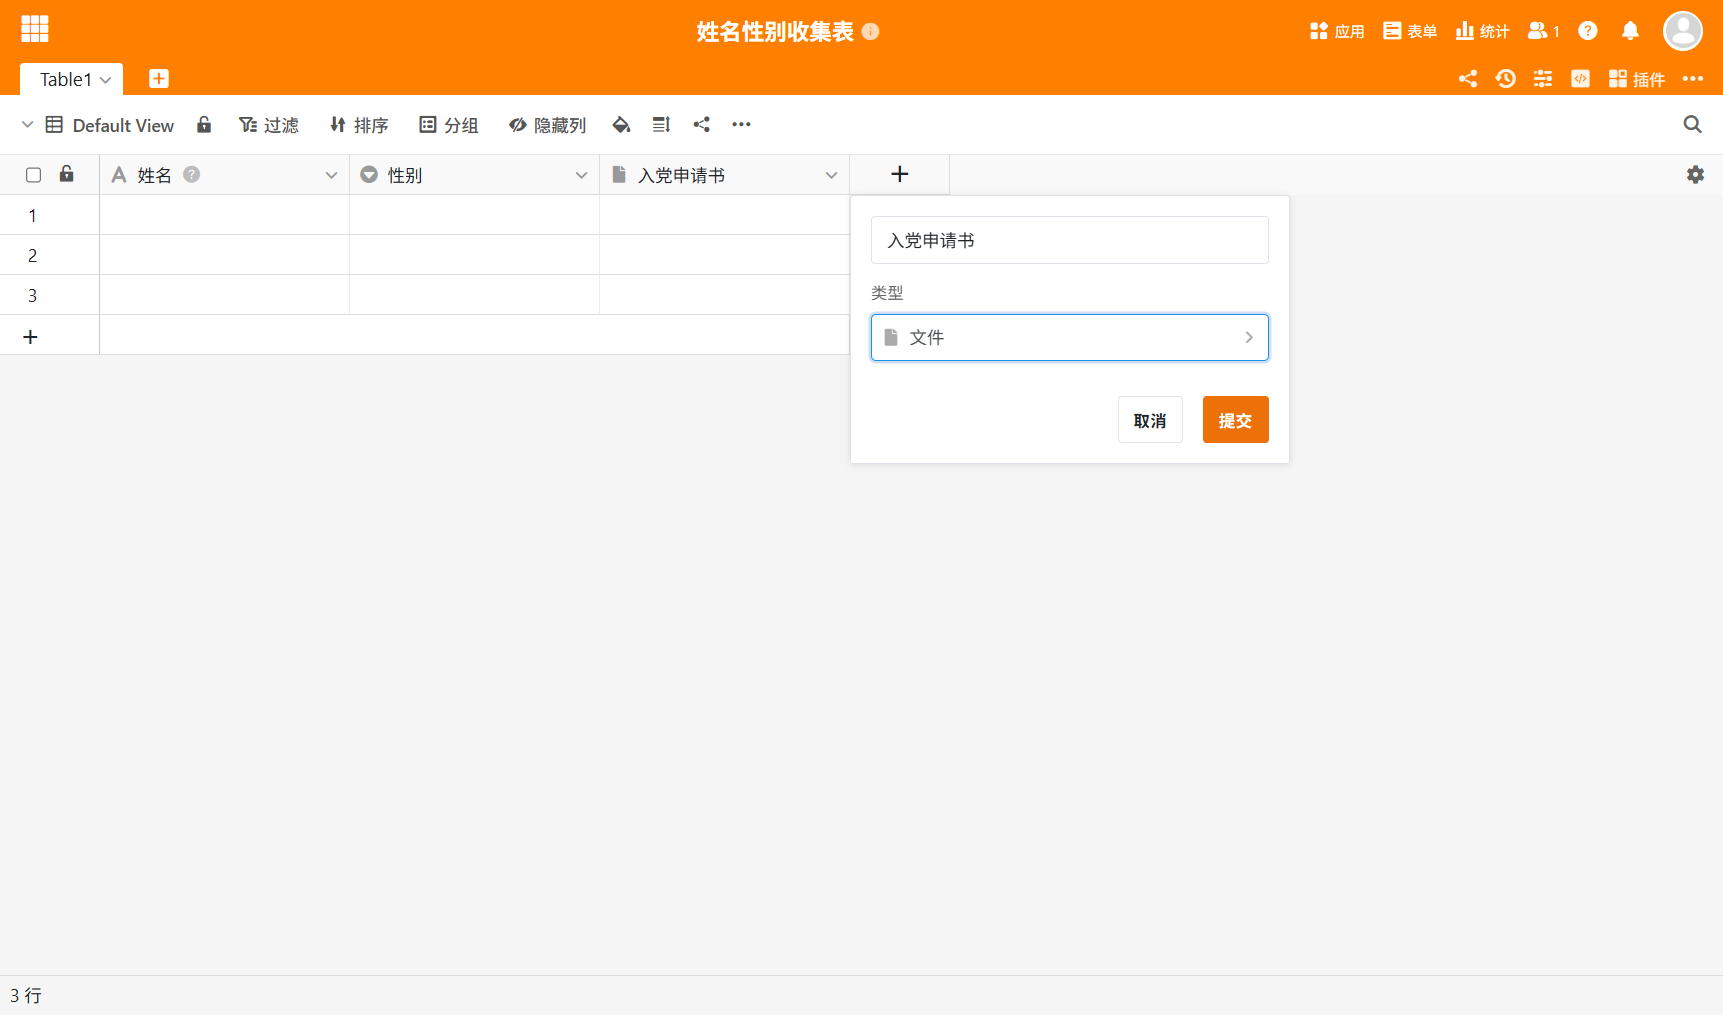 姓名性别收集表
应用 表单 统计 1
Table1
插件
Default View 过滤 排序 分组 隐藏列
姓名 性别 入党申请书
1
2
3
入党申请书
类型
文件
取消 提交
3 行